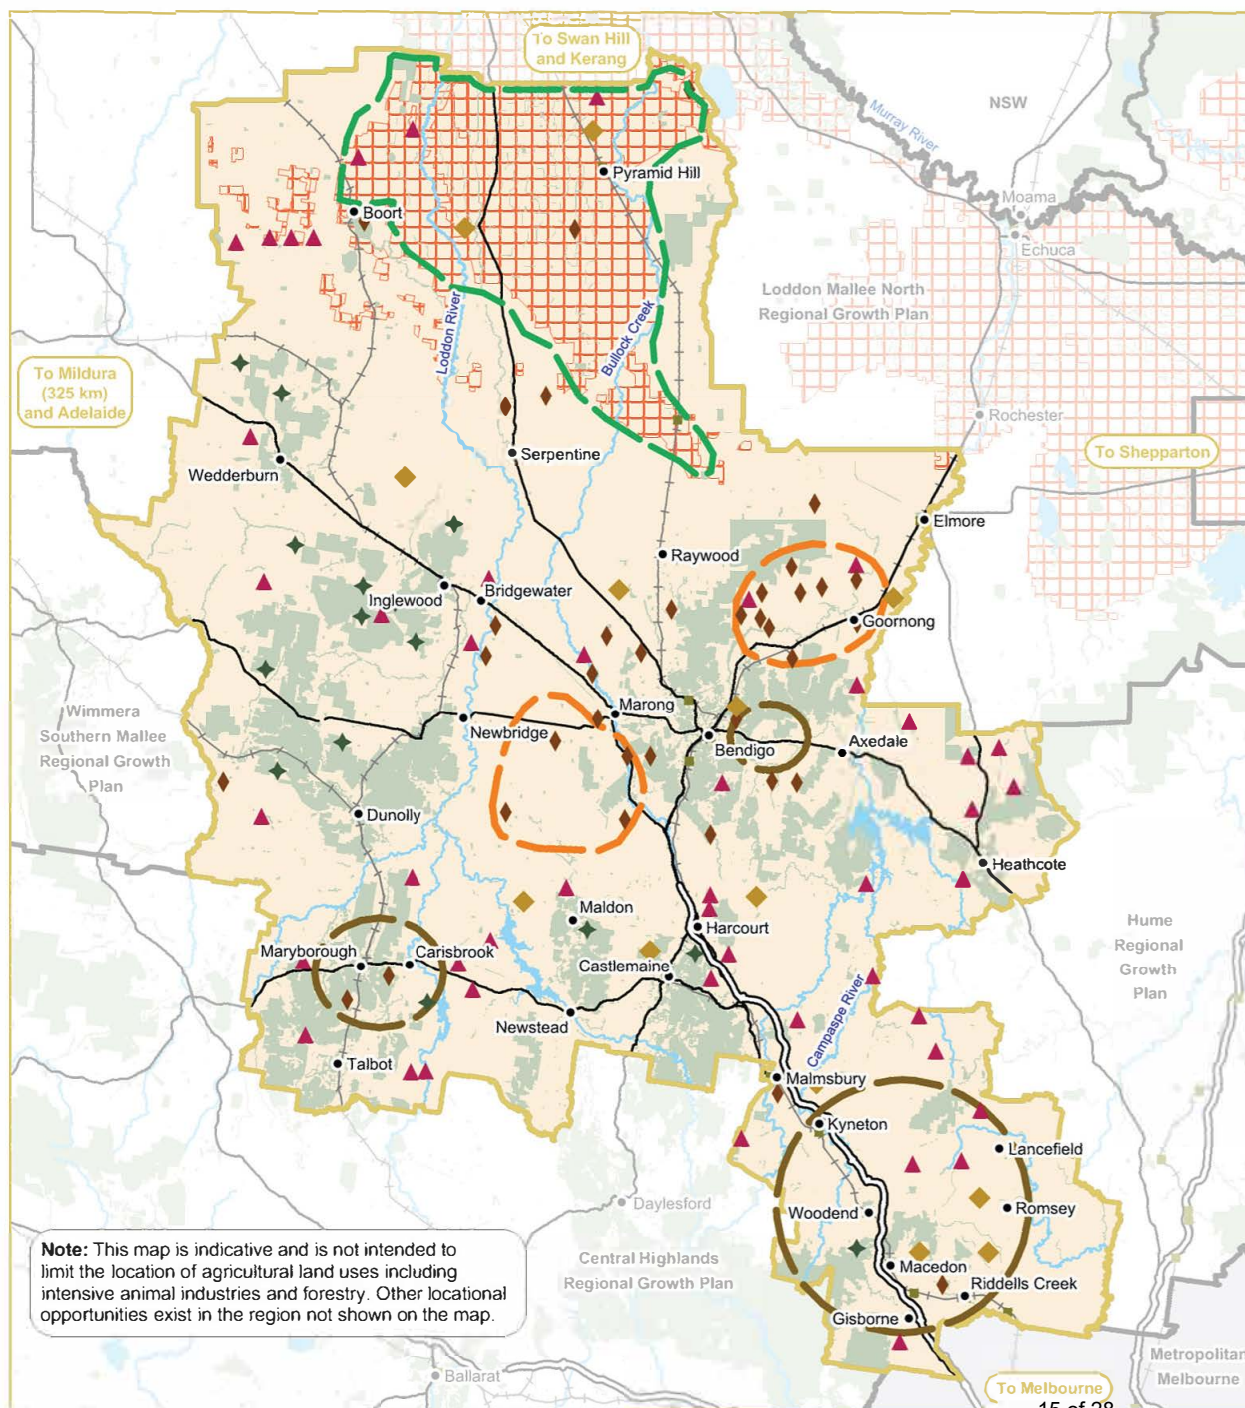 To Swan Hill
and Kerang
NSW
Murray River
Pyramid Hill
Moama
Boort
Echuca
Loddon Mallee North
Regional Growth Plan
Loddon River
Bullock Creek
To Mildura
(325 km)
and Adelaide
Rochester
To Shepparton
Serpentine
Wedderburn
Elmore
Raywood
Inglewood
Bridgewater
Goornong
Wimmera
Southern Mallee
Regional Growth
Plan
Marong
Newbridge
Bendigo
Axedale
Dunolly
Heathcote
Maldon
Harcourt
Hume
Regional
Growth
Plan
Maryborough
Carisbrook
Castlemaine
Newstead
Campaspe River
Talbot
Malmsbury
Kyneton
Lancefield
Daylesford
Woodend
Romsey
Note: This map is indicative and is not intended to
limit the location of agricultural land uses including
intensive animal industries and forestry. Other locational
opportunities exist in the region not shown on the map.
Central Highlands
Regional Growth Plan
Macedon
Riddells Creek
Gisborne
Metropolitan
Melbourne
Ballarat
To Melbourne
15 of 28